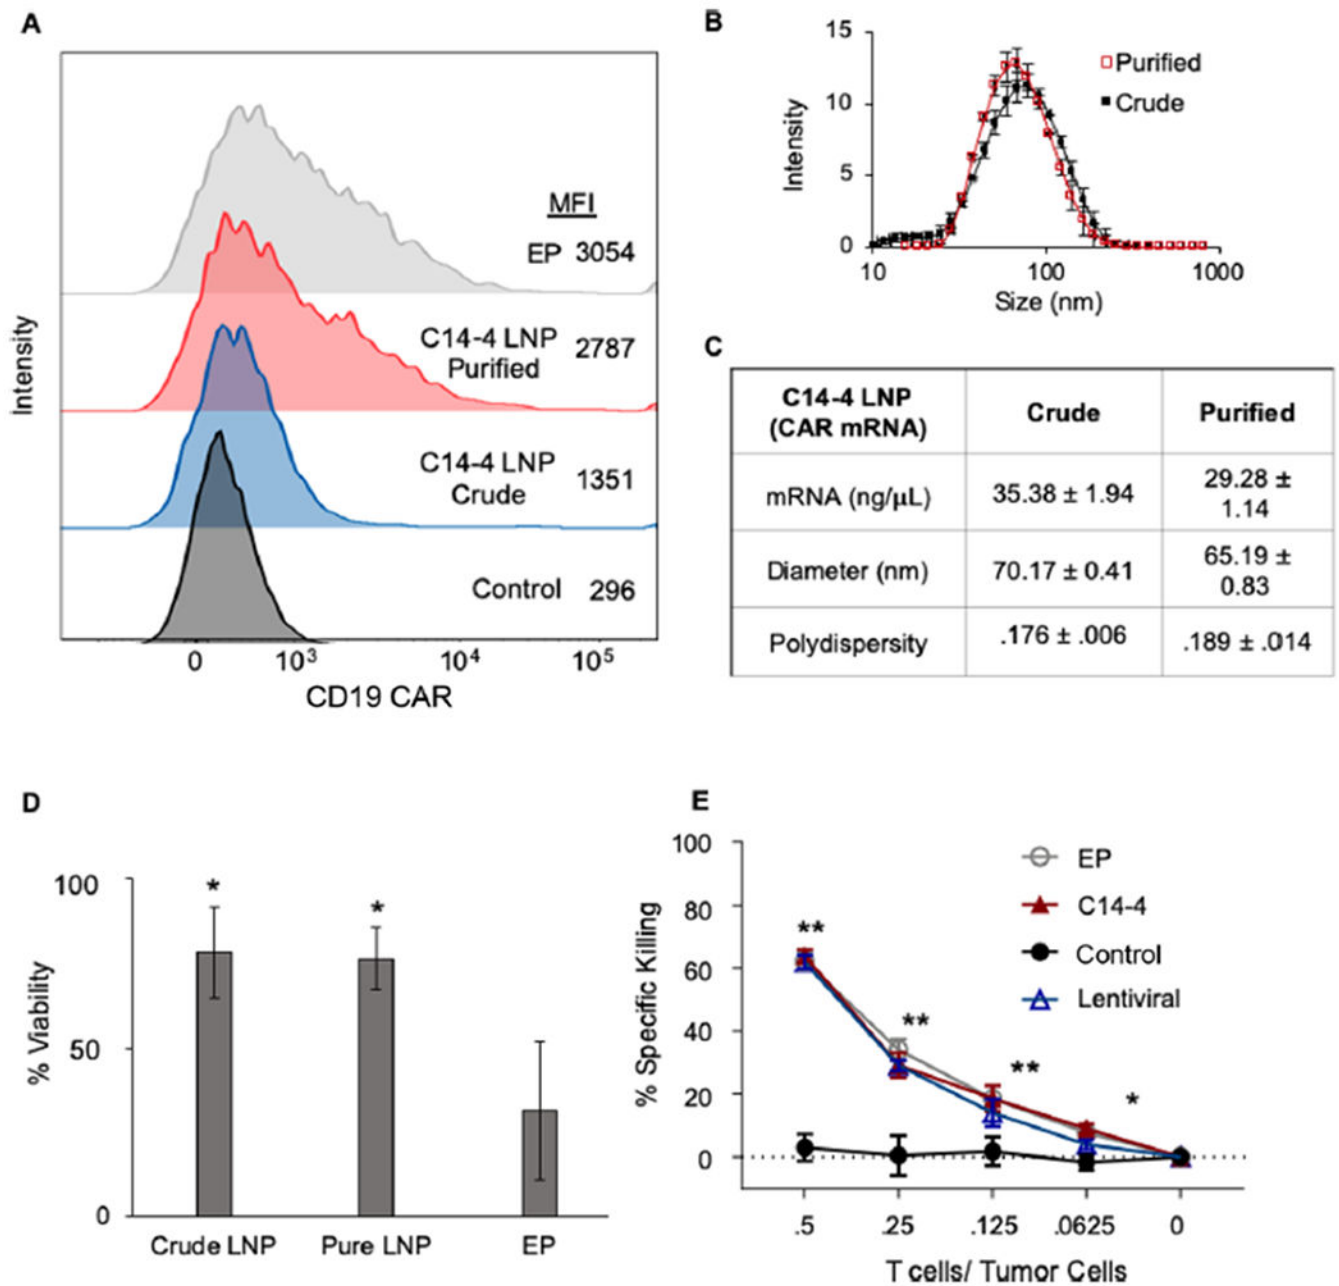 A
Intensity
MFI
EP 3054
C14-4 LNP
Purified
2787
C14-4 LNP
Crude
1351
Control 296
0 10³ 10⁴ 10⁵
CD19 CAR
B
Intensity
15
10
5
0
10 100 1000
Size (nm)
Purified
Crude
C
C14-4 LNP
(CAR mRNA)
Crude
Purified
mRNA (ng/μL)
35.38 ± 1.94
29.28 ±
1.14
Diameter (nm)
70.17 ± 0.41
65.19 ±
0.83
Polydispersity
.176 ± .006
.189 ± .014
D
% Viability
100
50
0
* *
Crude LNP Pure LNP EP
E
% Specific Killing
100
80
60
40
20
0
EP
C14-4
Control
Lentiviral
**
**
**
*
.5 .25 .125 .0625 0
T cells/ Tumor Cells